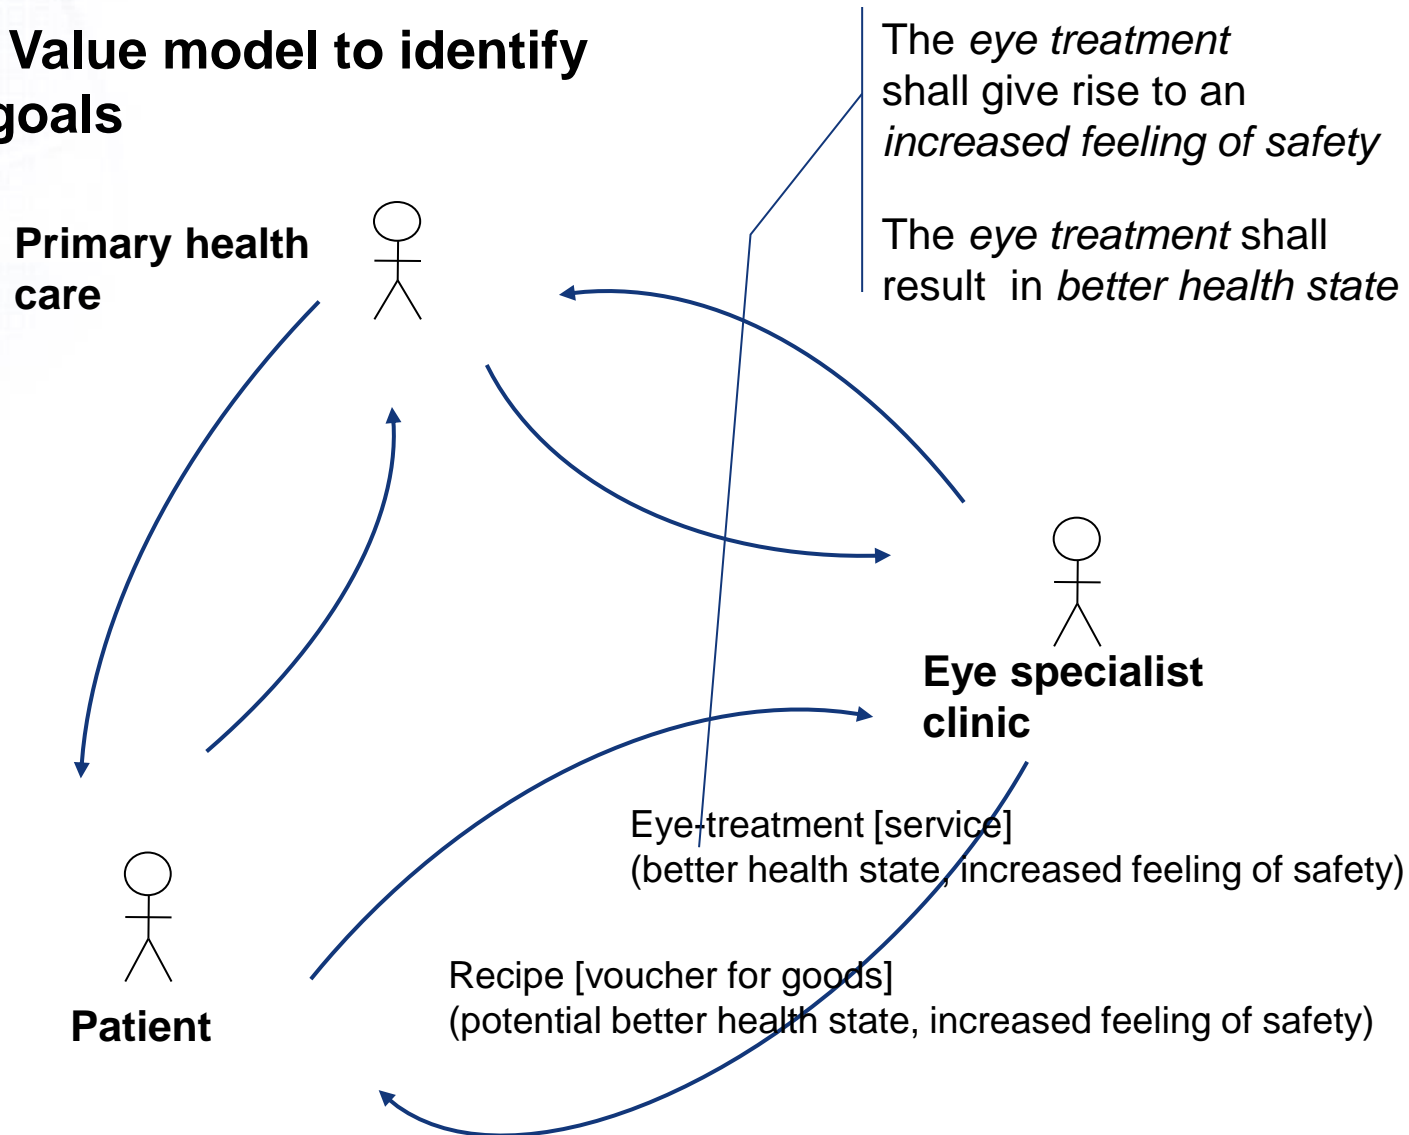 Value model to identify
goals
The eye treatment
shall give rise to an
increased feeling of safety
The eye treatment shall
result in better health state
Primary health
care
Eye specialist
clinic
Eye-treatment [service]
(better health state, increased feeling of safety)
Recipe [voucher for goods]
(potential better health state, increased feeling of safety)
Patient